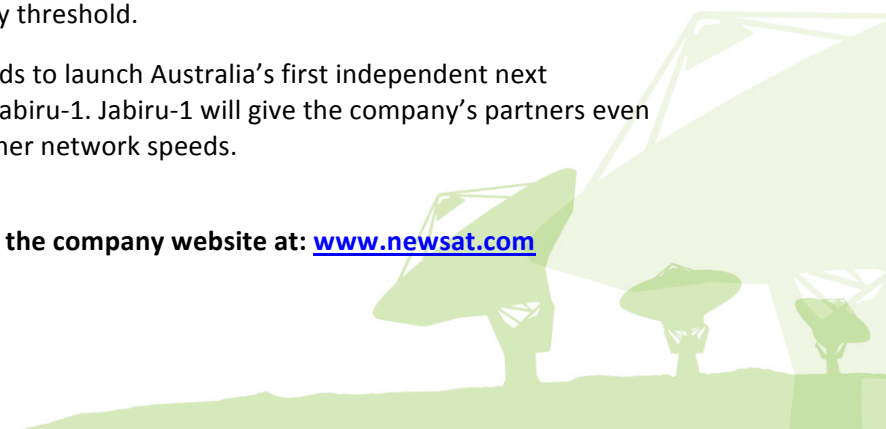 y threshold.
ds to launch Australia's first independent next
abiru-1. Jabiru-1 will give the company's partners even
her network speeds.
the company website at: www.newsat.com